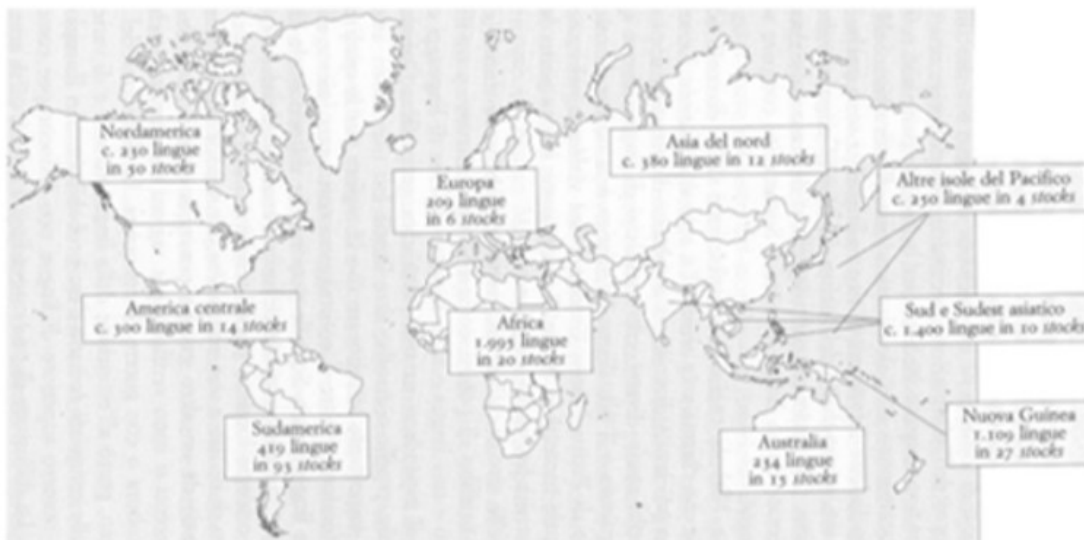 Nordamerica
c. 230 lingue
in 50 stocks
Asia del nord
c. 380 lingue in 12 stocks
Europa
209 lingue
in 6 stocks
Altre isole del Pacifico
c. 250 lingue in 4 stocks
America centrale
c. 300 lingue in 14 stocks
Africa
1.995 lingue
in 20 stocks
Sud e Sudest asiatico
c. 1.400 lingue in 10 stocks
Sudamerica
419 lingue
in 93 stocks
Australia
234 lingue
in 15 stocks
Nuova Guinea
1.109 lingue
in 27 stocks